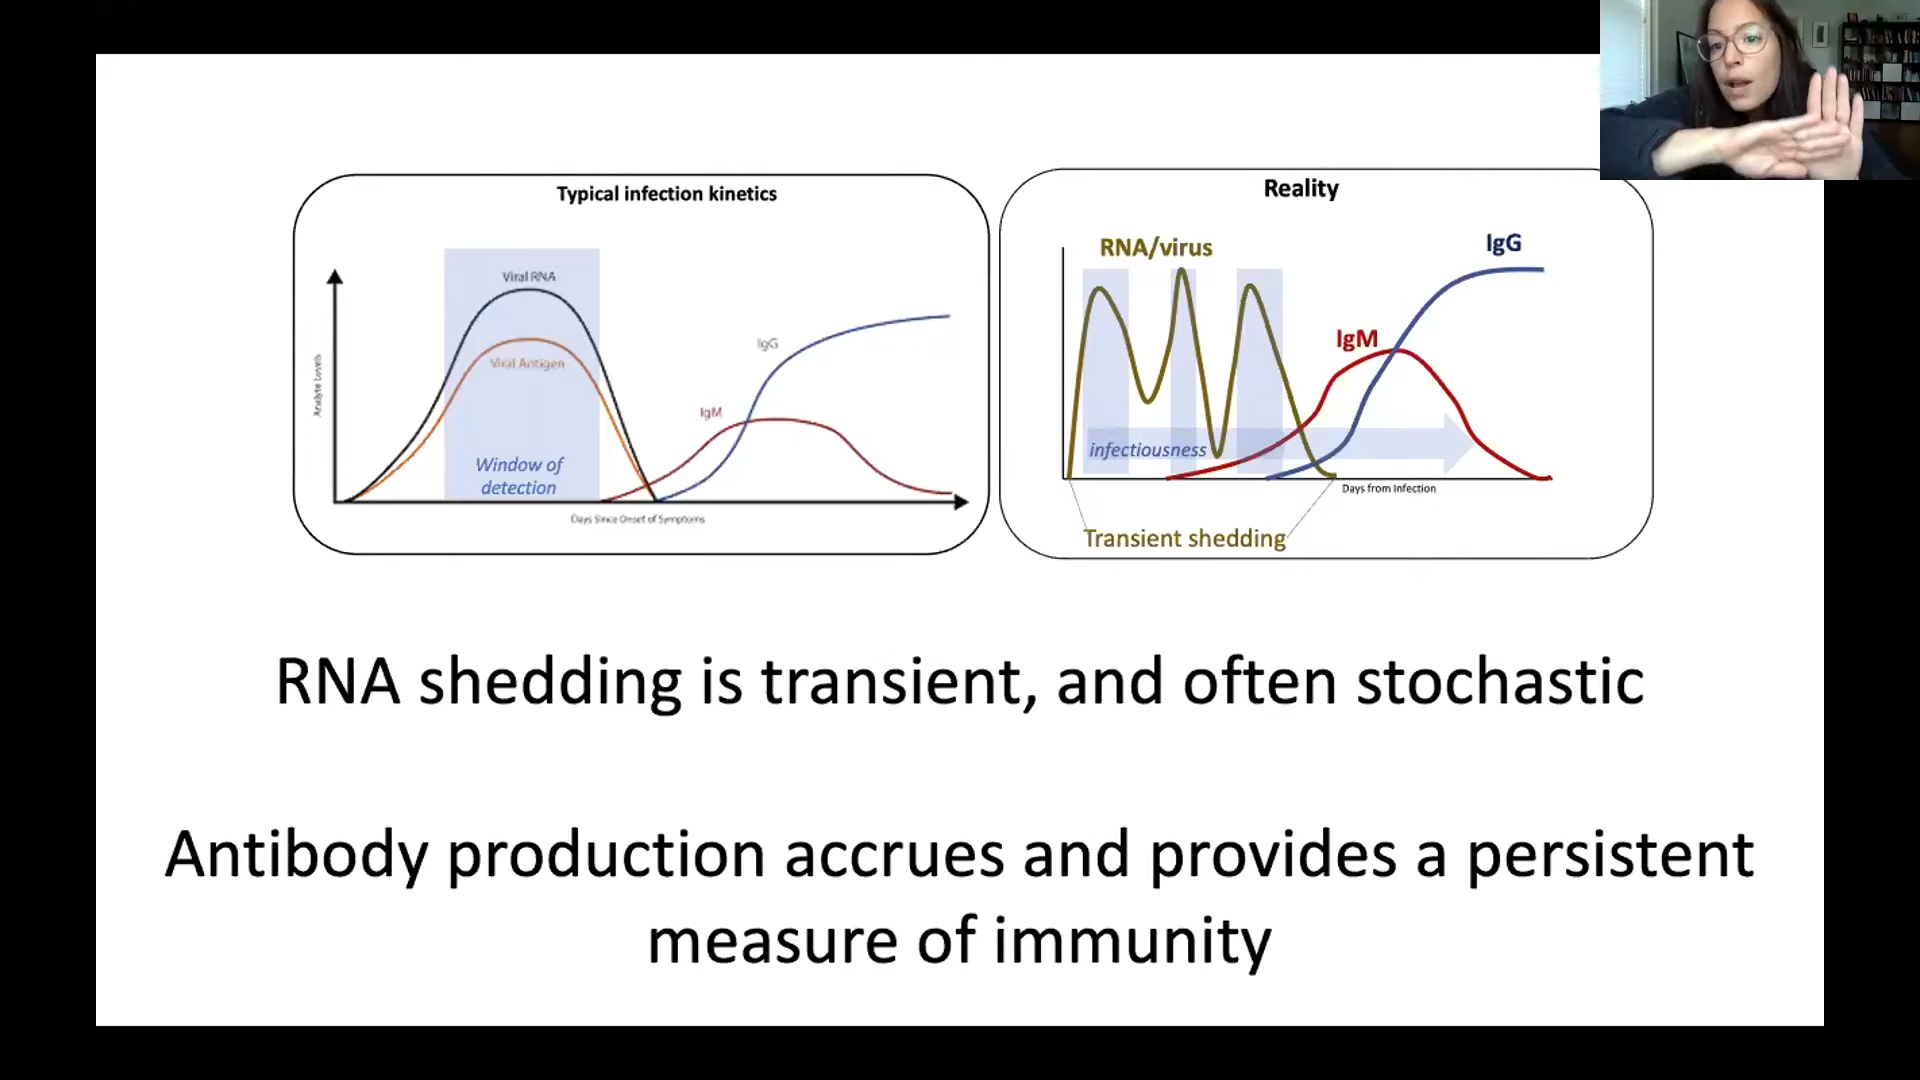 Typical infection kinetics
Viral RNA
Viral Antigen
Window of
detection
IgG
IgM
Analyte Levels
Days Since Onset of Symptoms
Reality
RNA/virus
IgG
IgM
infectiousness
Days from Infection
Transient shedding
RNA shedding is transient, and often stochastic
Antibody production accrues and provides a persistent
measure of immunity